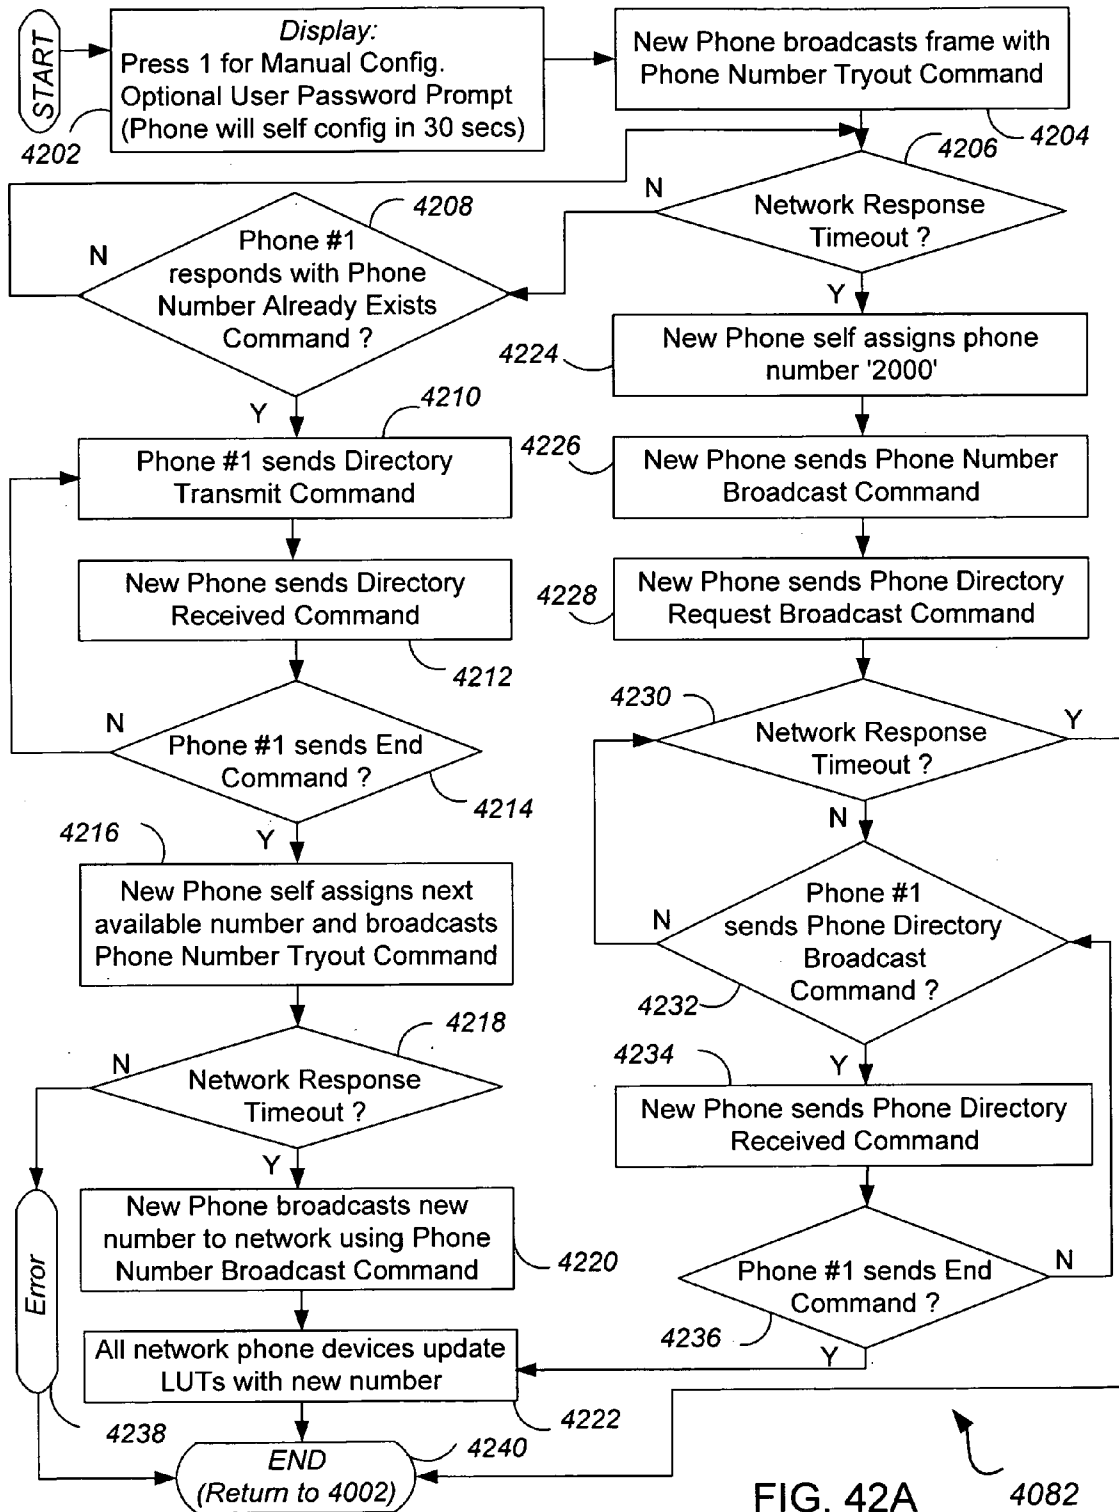 START
Display:
Press 1 for Manual Config.
Optional User Password Prompt
(Phone will self config in 30 secs)
4202
New Phone broadcasts frame with
Phone Number Tryout Command
4204
4206
Network Response
Timeout ?
N
Y
4208
Phone #1
responds with Phone
Number Already Exists
Command ?
N
Y
4210
Phone #1 sends Directory
Transmit Command
New Phone sends Directory
Received Command
4212
Phone #1 sends End
Command ?
N
4214
Y
4216
New Phone self assigns next
available number and broadcasts
Phone Number Tryout Command
4218
Network Response
Timeout ?
N
Y
New Phone broadcasts new
number to network using Phone
Number Broadcast Command
4220
Error
4238
All network phone devices update
LUTs with new number
4222
4240
END
(Return to 4002)
4224
New Phone self assigns phone
number '2000'
4226
New Phone sends Phone Number
Broadcast Command
4228
New Phone sends Phone Directory
Request Broadcast Command
4230
Network Response
Timeout ?
Y
N
Phone #1
sends Phone Directory
Broadcast
Command ?
N
4232
Y
4234
New Phone sends Phone Directory
Received Command
Phone #1 sends End
Command ?
N
4236
Y
FIG. 42A
4082